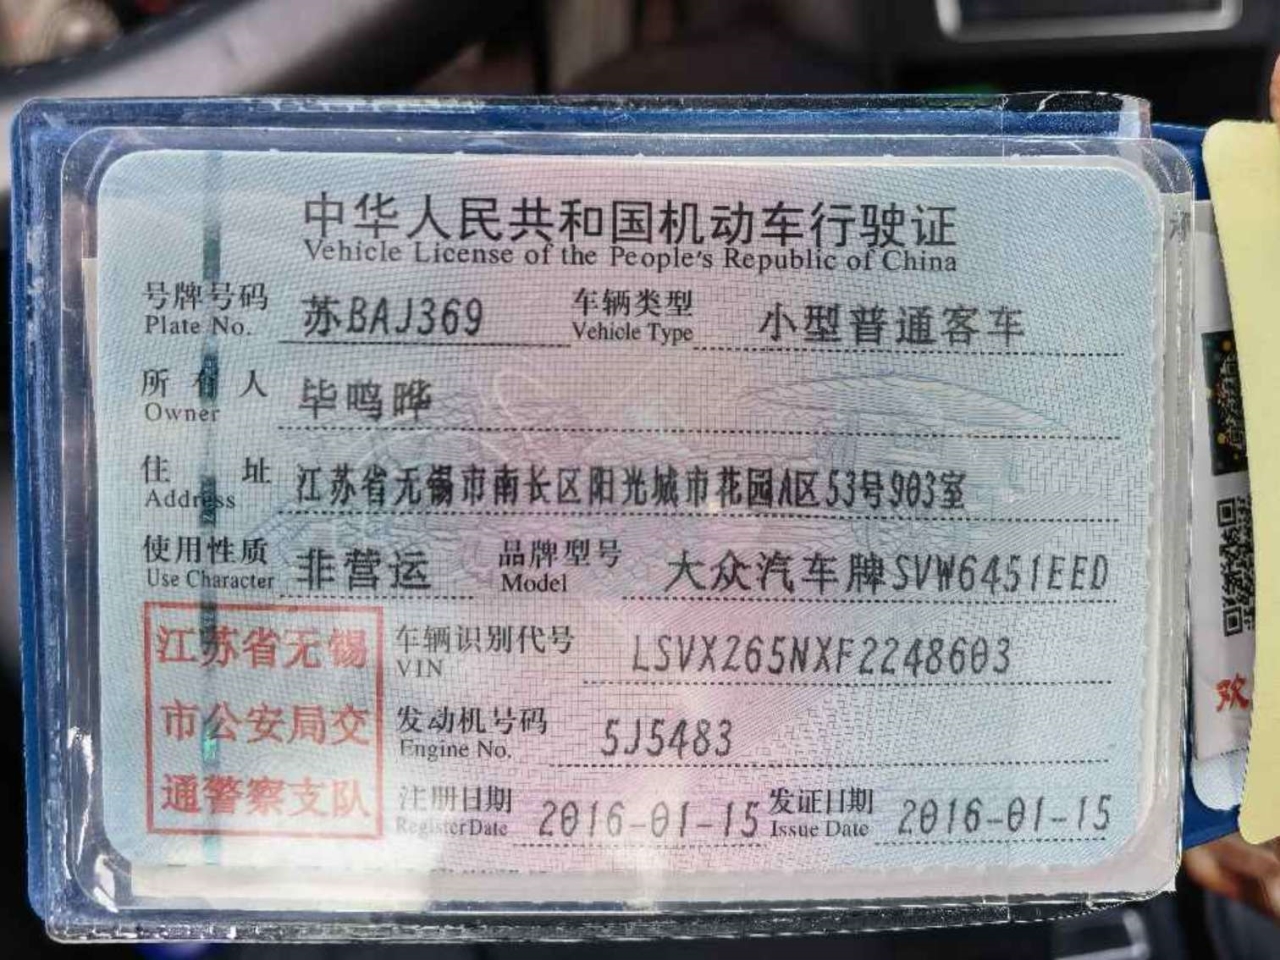 中华人民共和国机动车行驶证
Vehicle License of the People's Republic of China
号牌号码 苏BAJ369 车辆类型 小型普通客车
Plate No. Vehicle Type
所有人 毕鸣晔
Owner
住址 江苏省无锡市南长区阳光城市花园A区53号903室
Address
使用性质 非营运 品牌型号 大众汽车牌SVW6451EED
Use Character Model
江苏省无锡 车辆识别代号 LSVX265NXF2248603
VIN
市公安局交 发动机号码 5J5483
Engine No.
通警察支队 注册日期 2016-01-15 发证日期 2016-01-15
Register Date Issue Date
欢